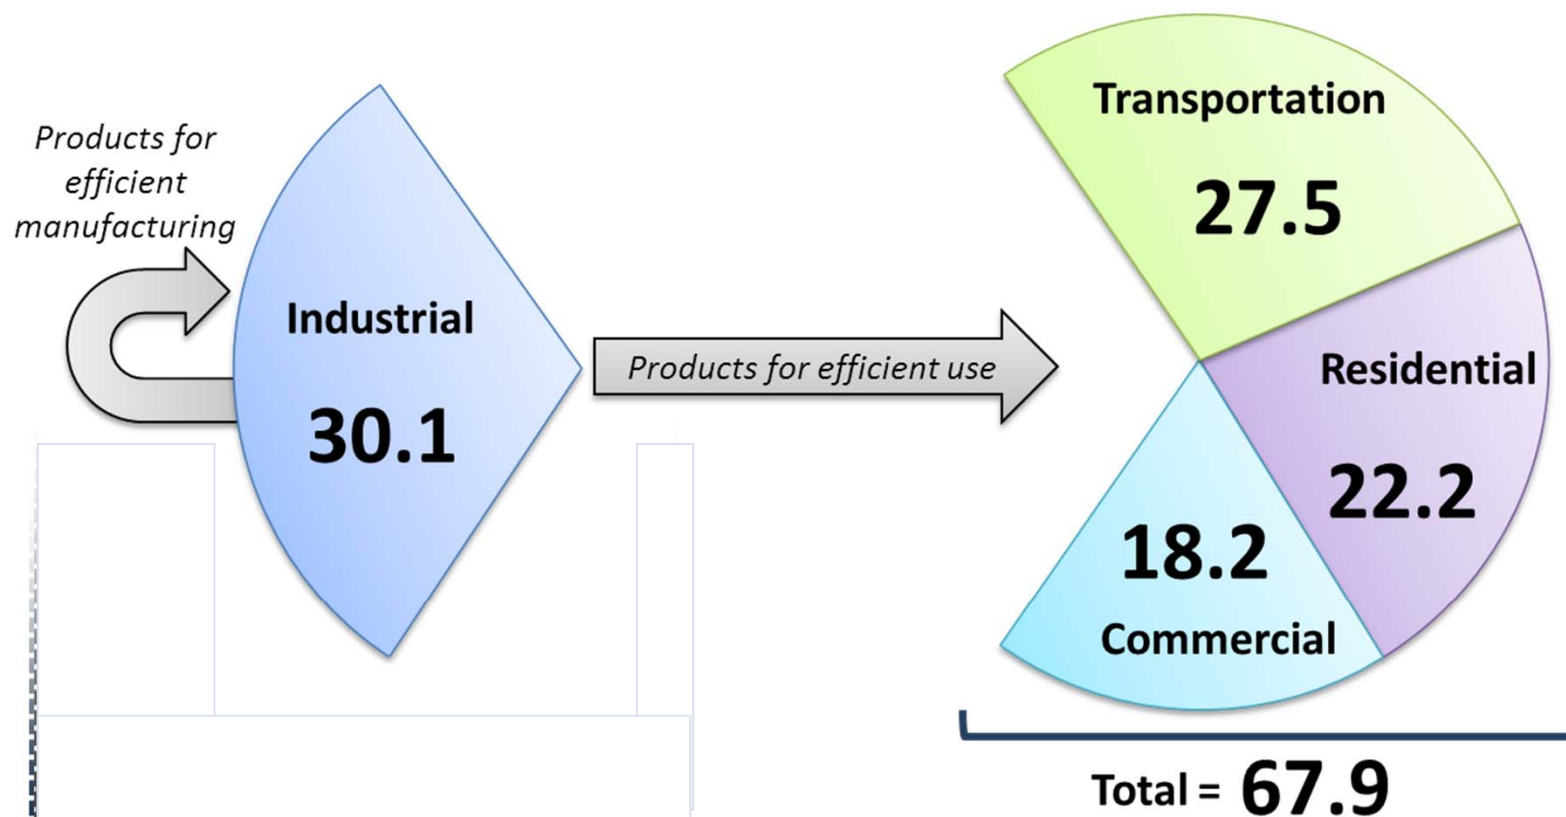 Products for
efficient
manufacturing
Industrial
30.1
Products for efficient use
Transportation
27.5
Residential
22.2
18.2
Commercial
Total = 67.9